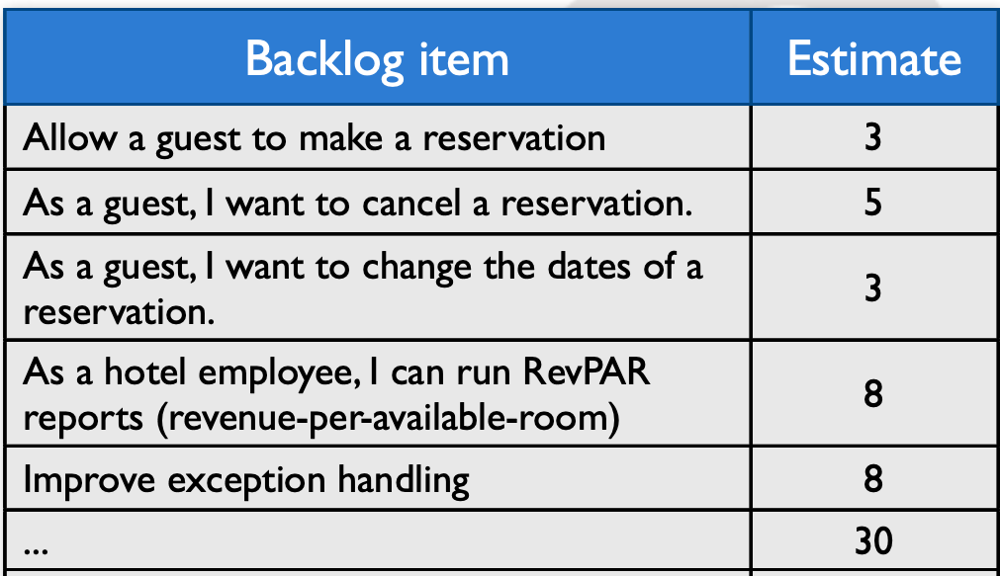 Backlog item Estimate
Allow a guest to make a reservation 3
As a guest, I want to cancel a reservation. 5
As a guest, I want to change the dates of a
reservation. 3
As a hotel employee, I can run RevPAR
reports (revenue-per-available-room) 8
Improve exception handling 8
... 30